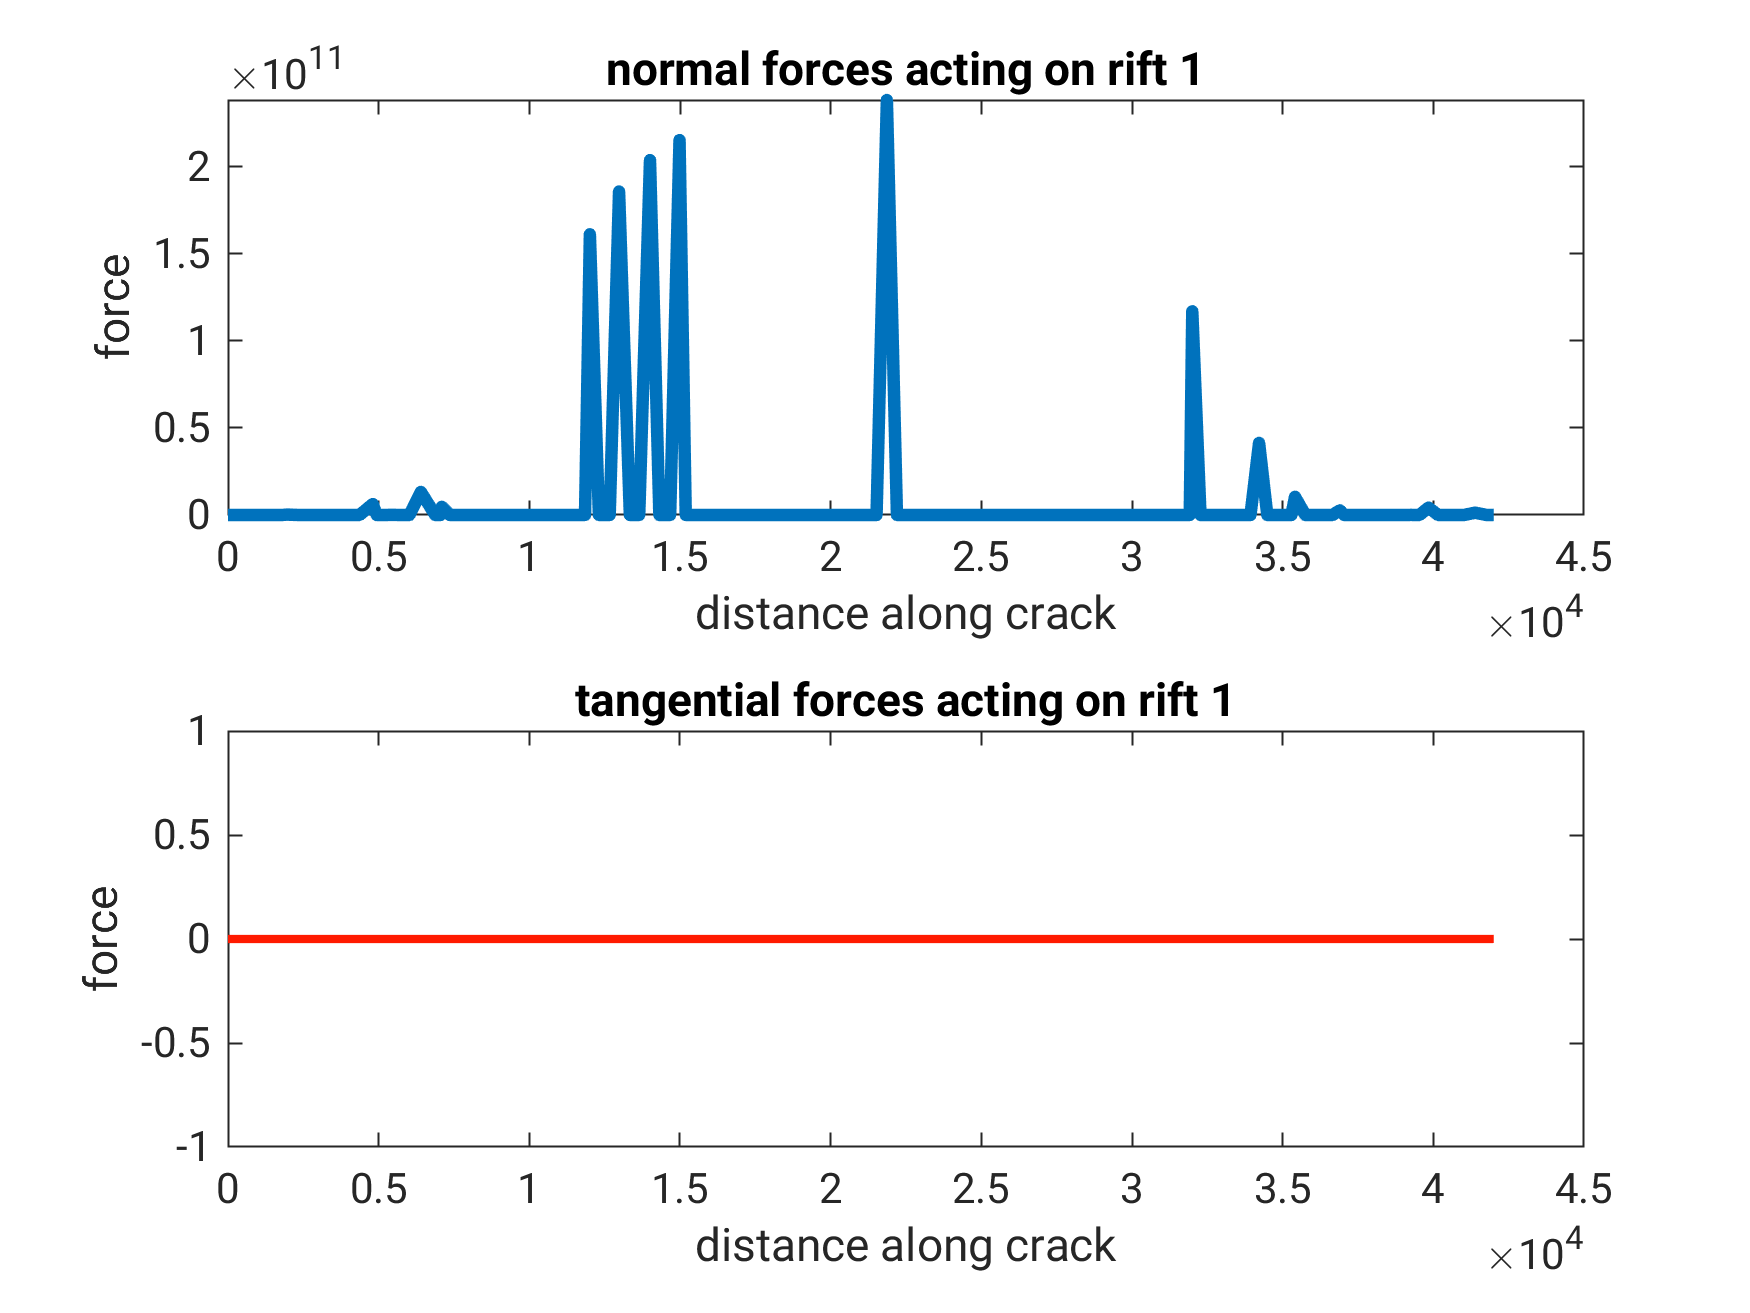 ×10^11
normal forces acting on rift 1
2
1.5
1
0.5
0
force
0 0.5 1 1.5 2 2.5 3 3.5 4 4.5
distance along crack
×10^4
tangential forces acting on rift 1
1
0.5
0
-0.5
-1
force
0 0.5 1 1.5 2 2.5 3 3.5 4 4.5
distance along crack
×10^4